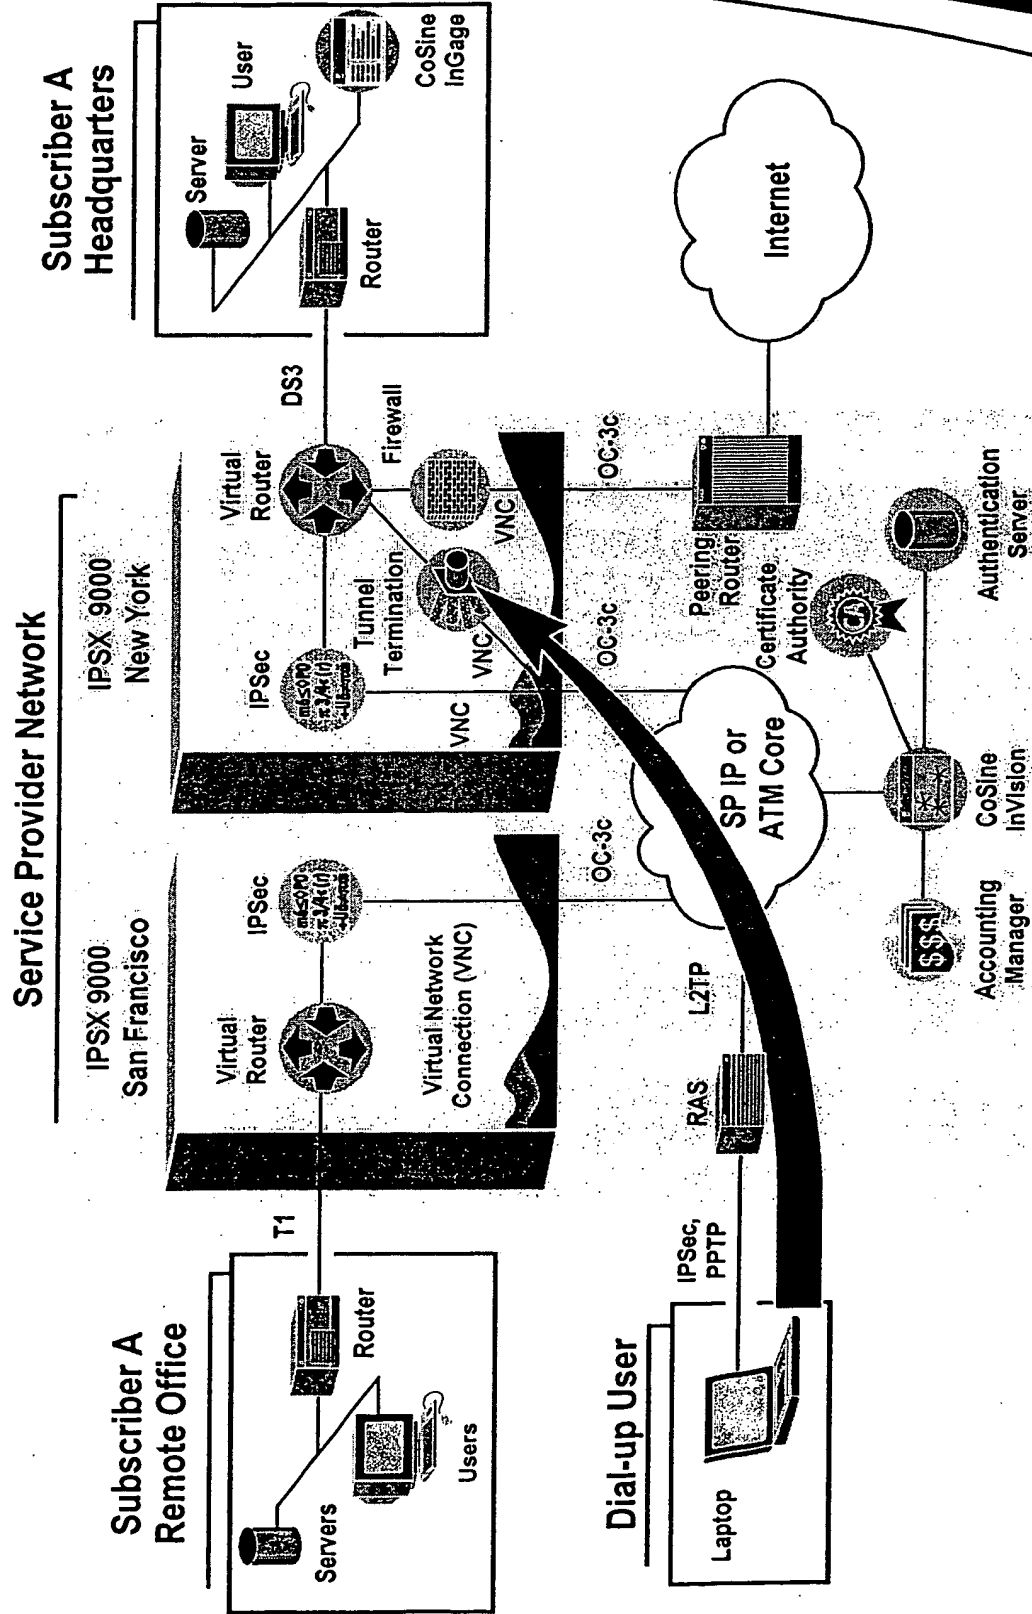 Service Provider Network
Subscriber A
Remote Office
Servers
Users
Router
T1
IPSX 9000
San Francisco
Virtual
Router
IPSec
Virtual Network
Connection (VNC)
IPSX 9000
New York
IPSec
Virtual
Router
Tunnel
Termination
Firewall
VNC
VNC
VNC
DS3
Subscriber A
Headquarters
Server
User
Router
CoSine
InGage
Dial-up User
Laptop
IPSec,
PPTP
RAS
L2TP
OC-3c
OC-3c
OC-3c
SP IP or
ATM Core
Peering
Router
Internet
Certificate
Authority
Authentication
Server
$$$
Accounting
Manager
CoSine
InVision